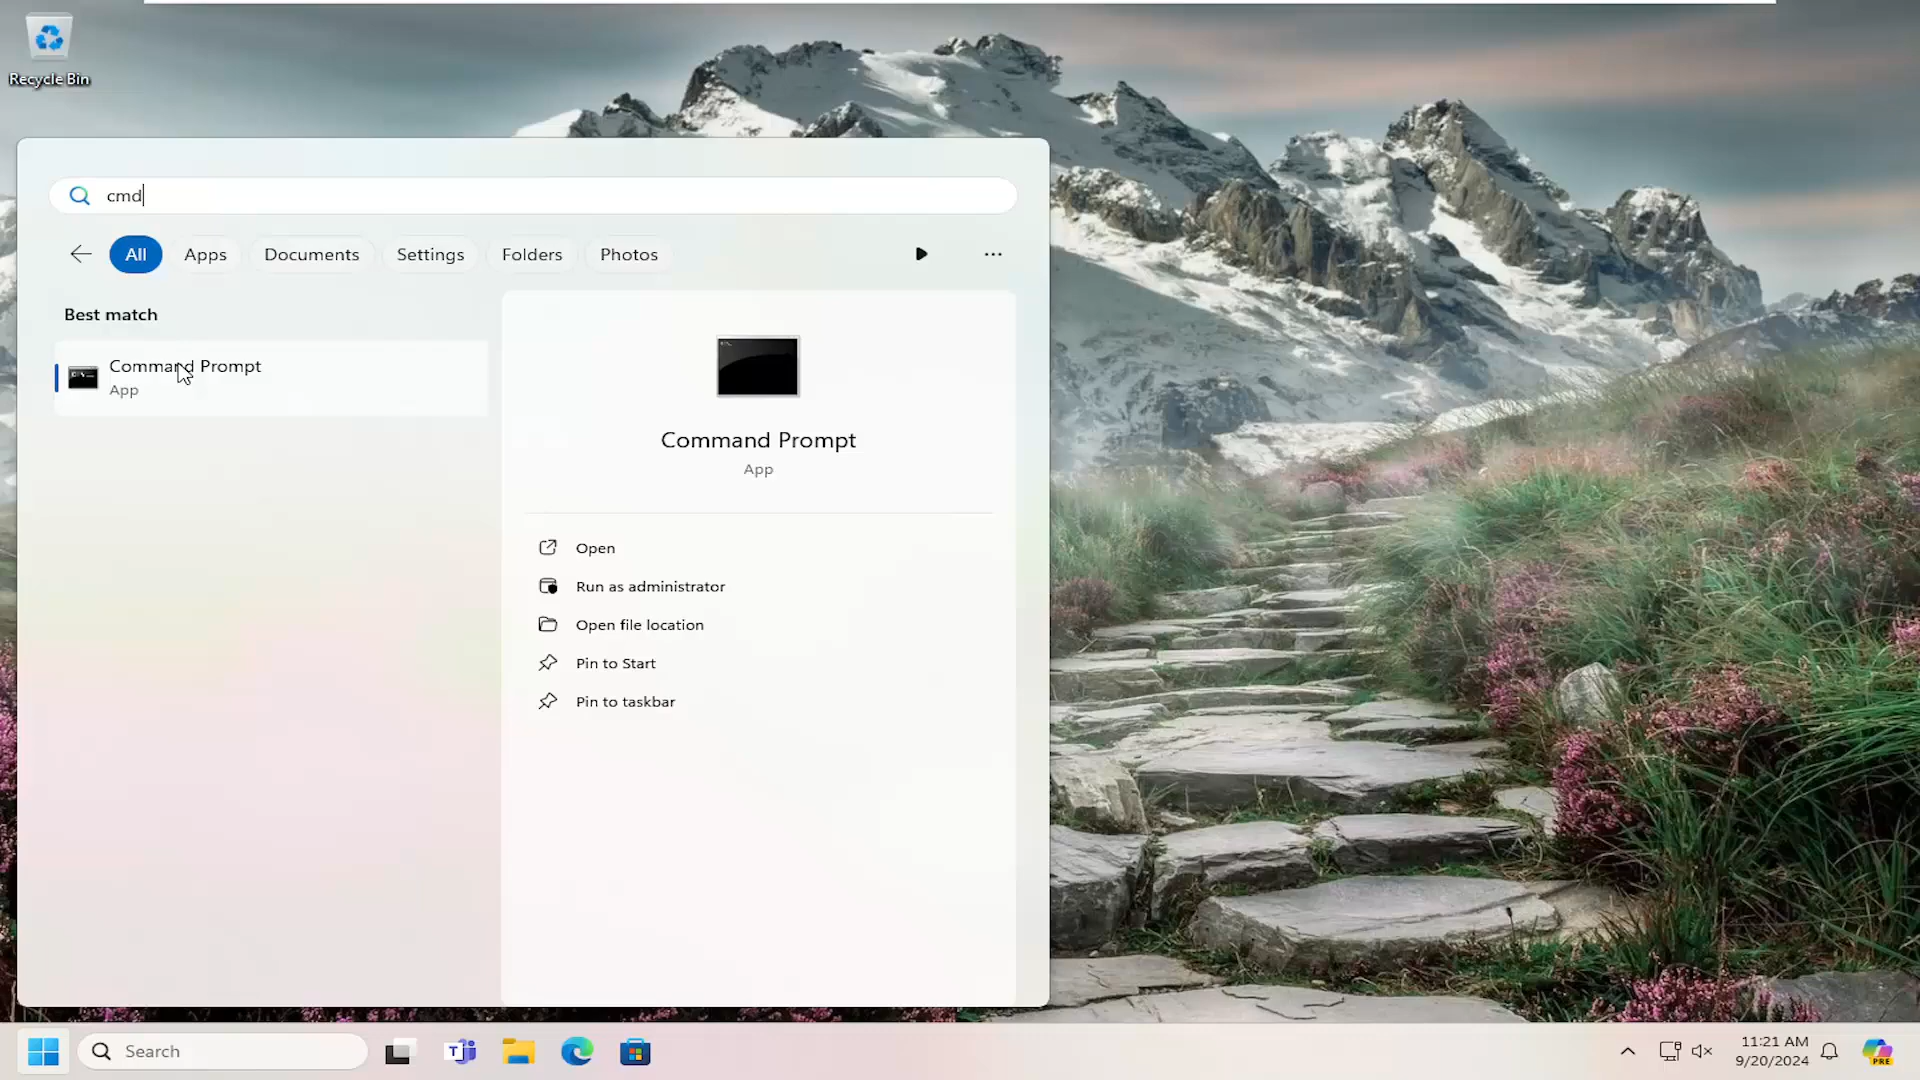 Recycle Bin
cmd
All Apps Documents Settings Folders Photos
Best match
Command Prompt
App
Command Prompt
App
Open
Run as administrator
Open file location
Pin to Start
Pin to taskbar
Search
11:21 AM
9/20/2024
PRE